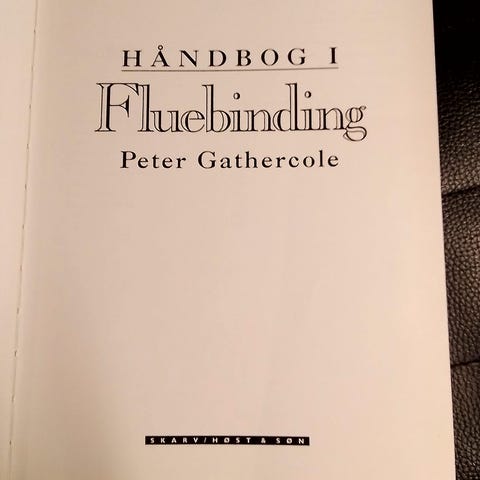 HÅNDBOG I
Fluebinding
Peter Gathercole
SKARV/HØST & SØN